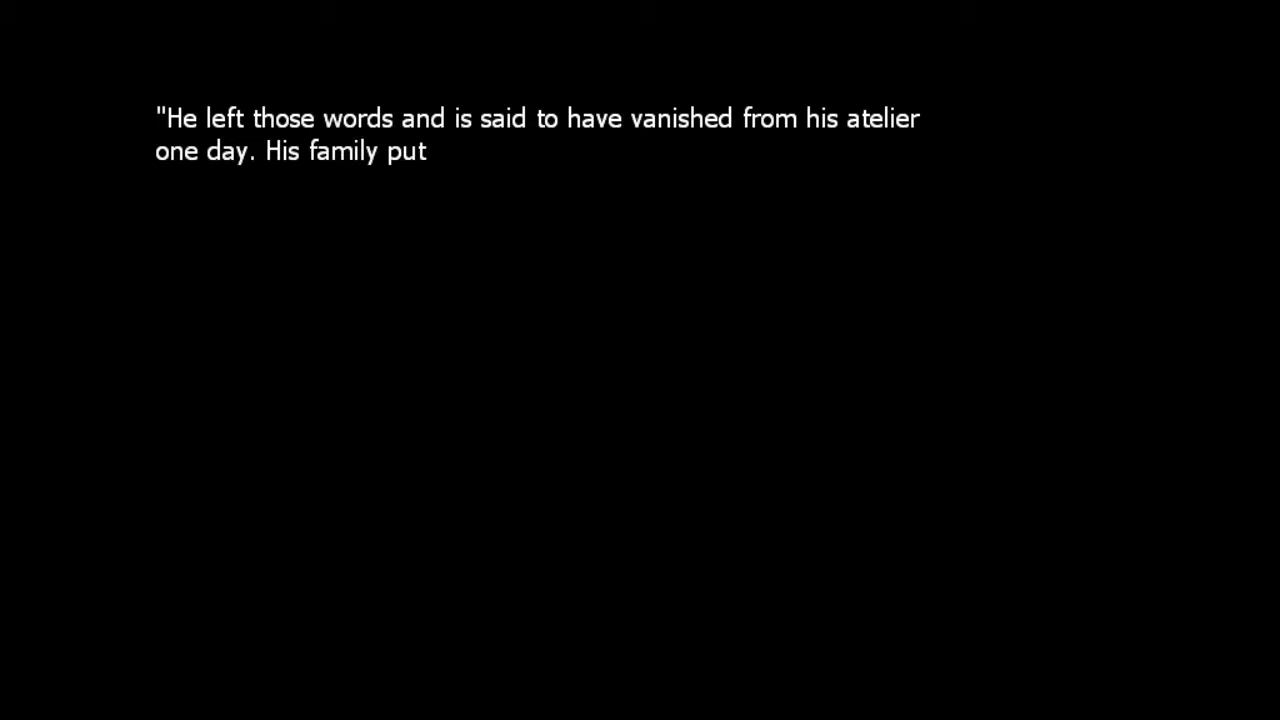 "He left those words and is said to have vanished from his atelier
one day. His family put